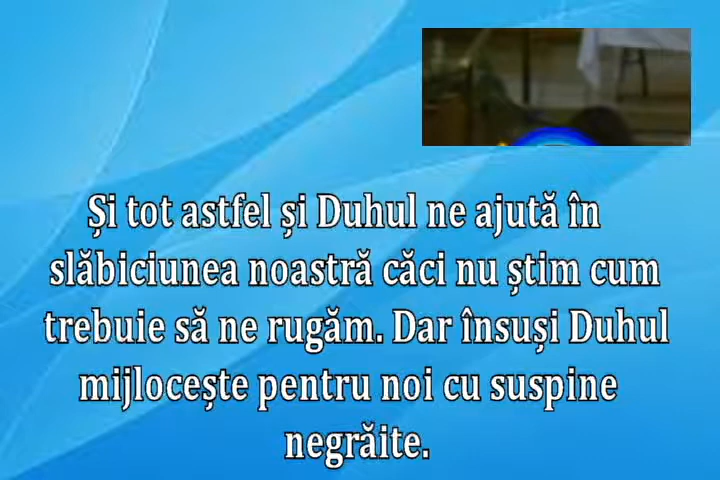 Și tot astfel și Duhul ne ajută în
slăbiciunea noastră căci nu știm cum
trebuie să ne rugăm. Dar însuși Duhul
mijlocește pentru noi cu suspine
negrăite.